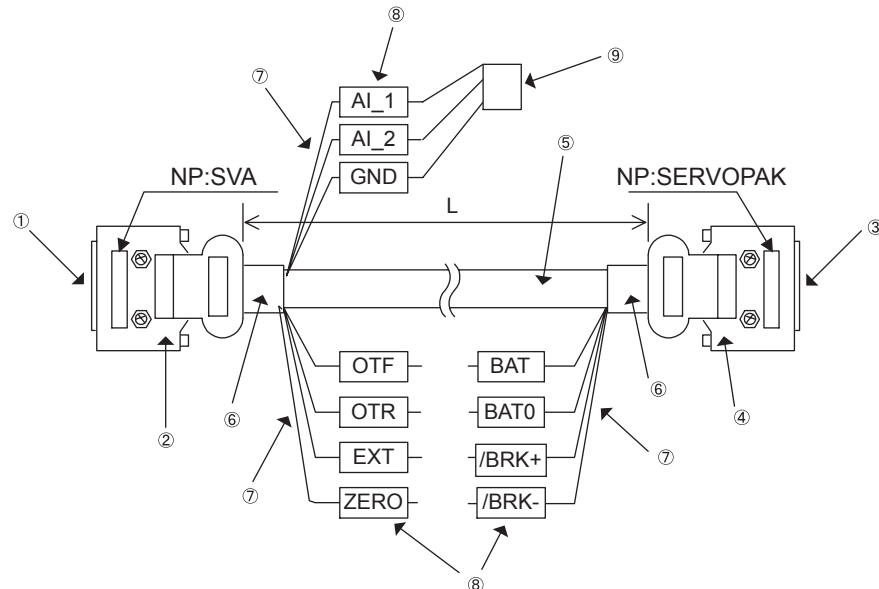 ⑧
⑨
⑦
AI_1
AI_2
⑤
GND
NP:SVA
NP:SERVOPAK
L
①
③
OTF
BAT
⑥
⑥
④
OTR
BAT0
②
EXT
/BRK+
⑦
⑦
ZERO
/BRK-
⑧